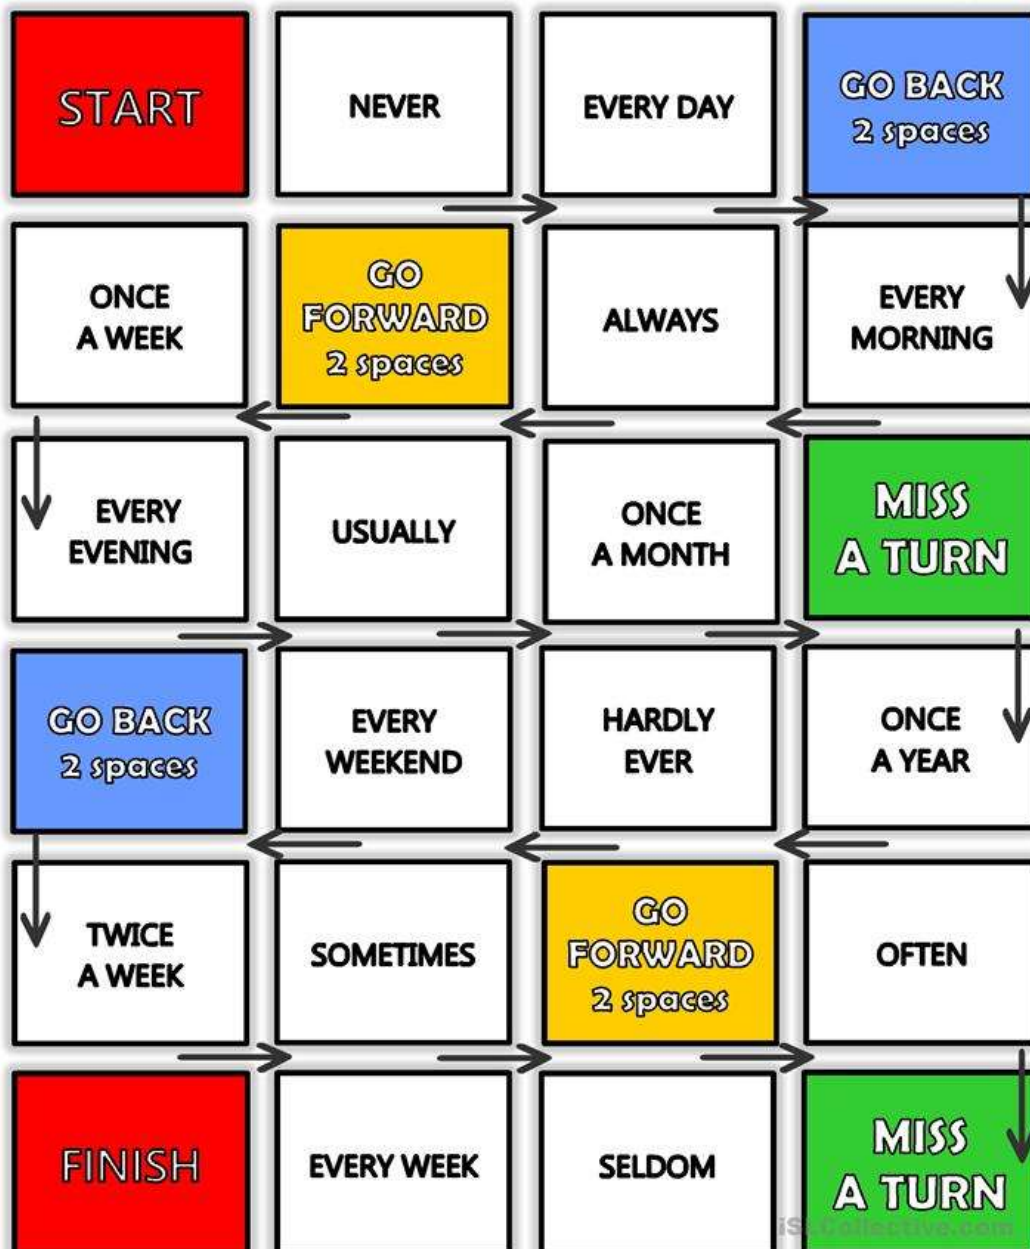 START
NEVER
EVERY DAY
GO BACK
2 spaces
ONCE
A WEEK
GO
FORWARD
2 spaces
ALWAYS
EVERY
MORNING
EVERY
EVENING
USUALLY
ONCE
A MONTH
MISS
A TURN
GO BACK
2 spaces
EVERY
WEEKEND
HARDLY
EVER
ONCE
A YEAR
TWICE
A WEEK
SOMETIMES
GO
FORWARD
2 spaces
OFTEN
FINISH
EVERY WEEK
SELDOM
MISS
A TURN
iSLCollective.com